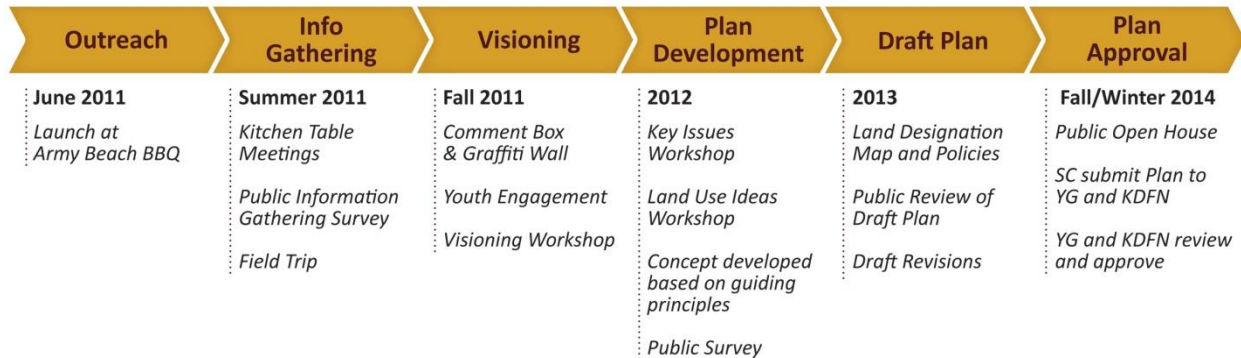 Outreach
Info
Gathering
Visioning
Plan
Development
Draft Plan
Plan
Approval
June 2011
Launch at
Army Beach BBQ
Summer 2011
Kitchen Table
Meetings
Public Information
Gathering Survey
Field Trip
Fall 2011
Comment Box
& Graffiti Wall
Youth Engagement
Visioning Workshop
2012
Key Issues
Workshop
Land Use Ideas
Workshop
Concept developed
based on guiding
principles
Public Survey
2013
Land Designation
Map and Policies
Public Review of
Draft Plan
Draft Revisions
Fall/Winter 2014
Public Open House
SC submit Plan to
YG and KDFN
YG and KDFN review
and approve